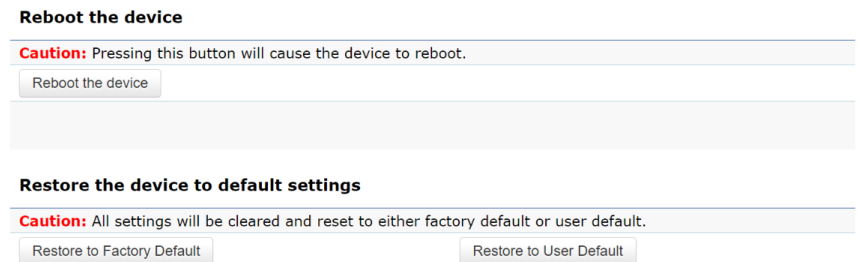 Reboot the device
Caution: Pressing this button will cause the device to reboot.
Reboot the device
Restore the device to default settings
Caution: All settings will be cleared and reset to either factory default or user default.
Restore to Factory Default Restore to User Default